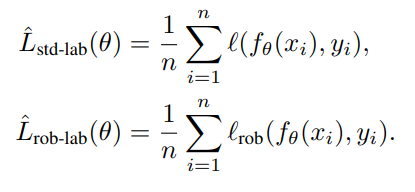 L̂_std-lab(θ) = (1/n) ∑_{i=1}^{n} ℓ(f_θ(x_i), y_i),
L̂_rob-lab(θ) = (1/n) ∑_{i=1}^{n} ℓ_rob(f_θ(x_i), y_i).